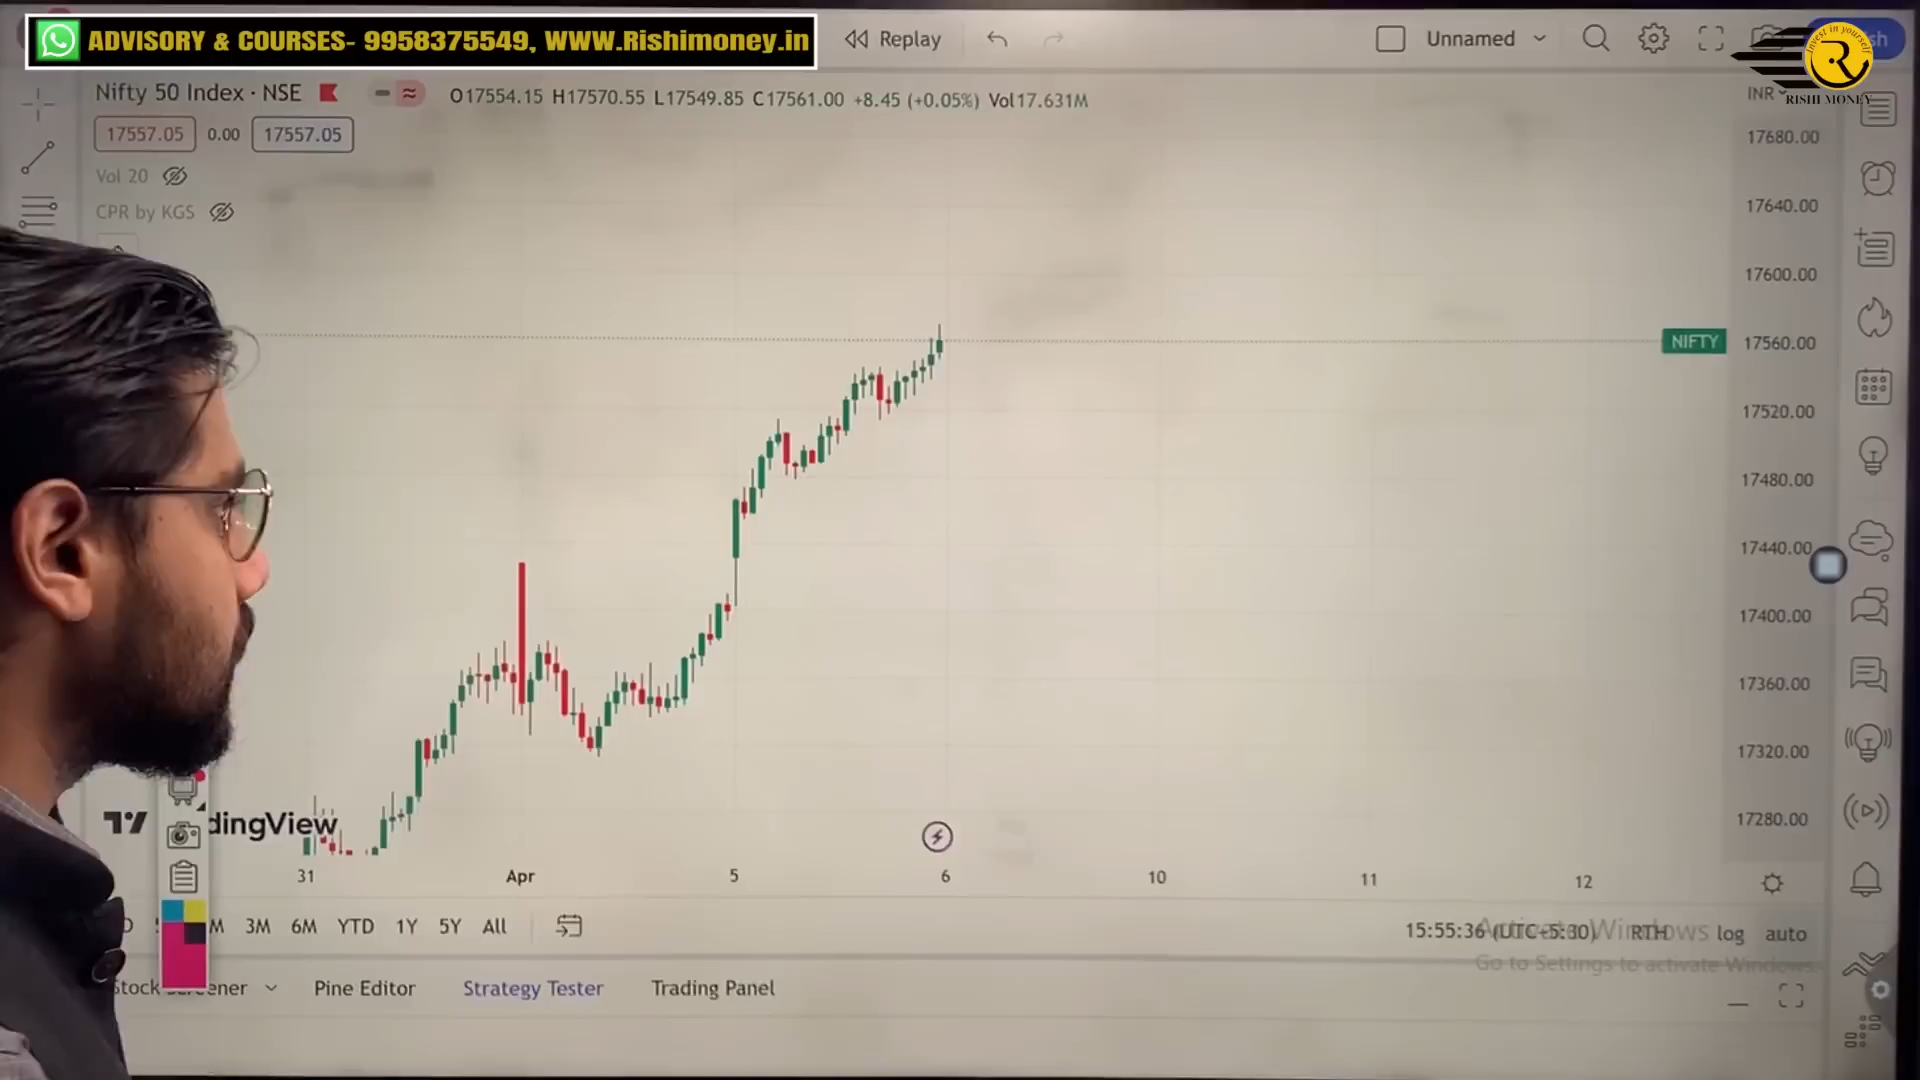 ADVISORY & COURSES- 9958375549, WWW.Rishimoney.in
Replay
Unnamed
Invest in yourself
R
RISHI MONEY
Nifty 50 Index · NSE
O17554.15 H17570.55 L17549.85 C17561.00 +8.45 (+0.05%) Vol17.631M
INR
17557.05 0.00 17557.05
Vol 20
CPR by KGS
17680.00
17640.00
17600.00
NIFTY 17560.00
17520.00
17480.00
17440.00
17400.00
17360.00
17320.00
17280.00
dingView
31 Apr 5 6 10 11 12
D M 3M 6M YTD 1Y 5Y All
15:55:36 (UTC+5:30) RTH log auto
Activate Windows
Go to Settings to activate Windows.
Stock Screener Pine Editor Strategy Tester Trading Panel